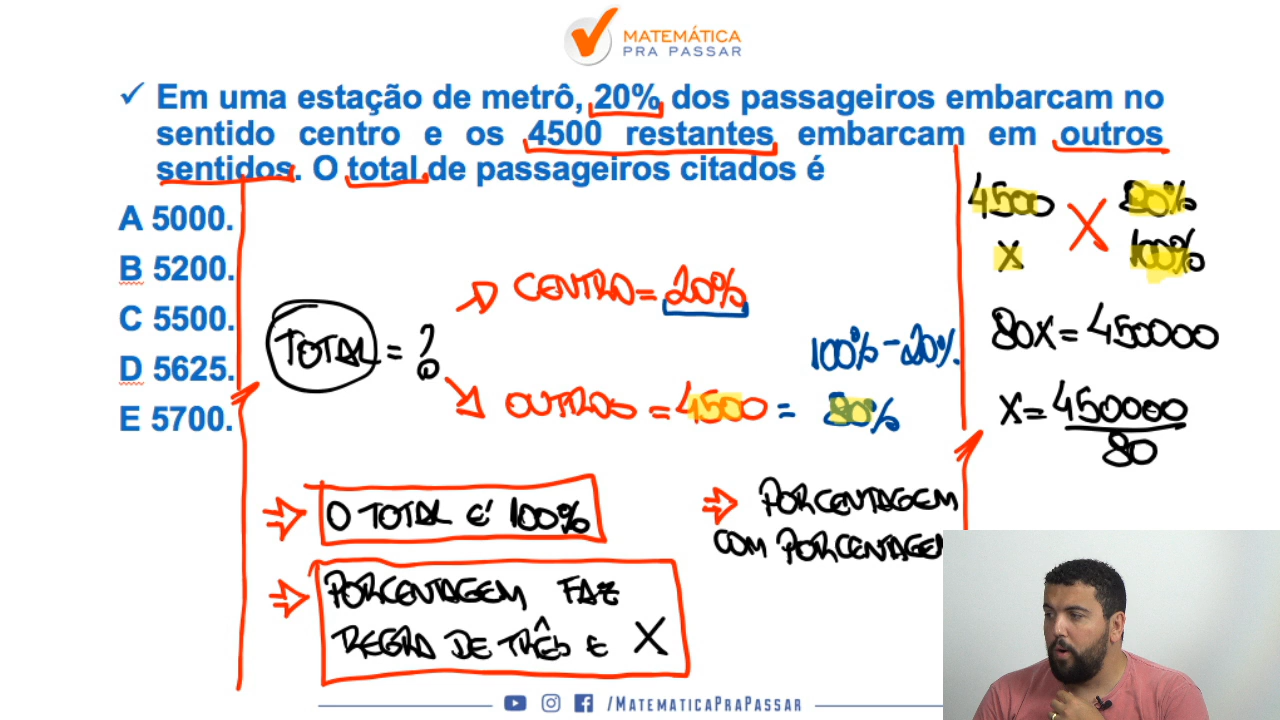 MATEMÁTICA
PRA PASSAR
✓ Em uma estação de metrô, 20% dos passageiros embarcam no
sentido centro e os 4500 restantes embarcam em outros
sentidos. O total de passageiros citados é
A 5000.
B 5200.
C 5500.
D 5625.
E 5700.
TOTAL = ?
CENTRO = 20%
100% - 20%
OUTROS = 4500 = 80%
O TOTAL É 100%
PORCENTAGEM FAZ
REGRA DE TRÊS E X
PORCENTAGEM
COM PORCENTAGEM
4500 80%
X 100%
80X = 450000
X = 450000
80
/MATEMATICAPRAPASSAR